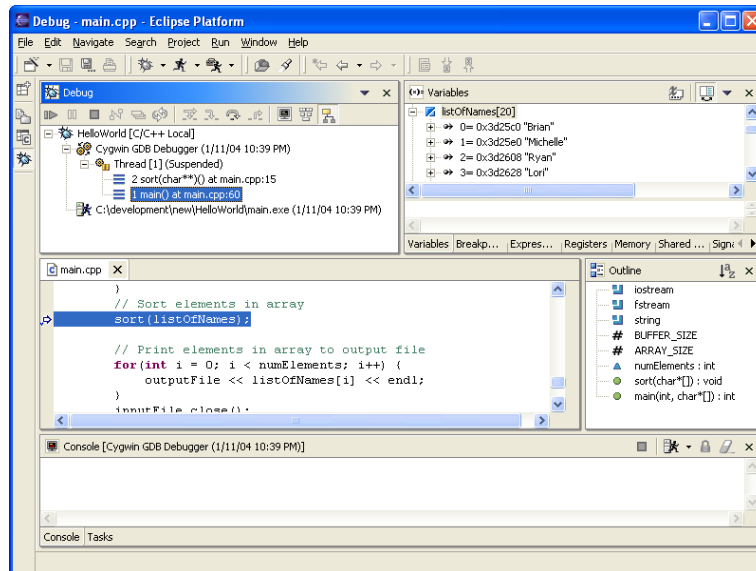 Debug - main.cpp - Eclipse Platform
File Edit Navigate Search Project Run Window Help
Debug
HelloWorld [C/C++ Local]
Cygwin GDB Debugger (1/11/04 10:39 PM)
Thread [1] (Suspended)
2 sort(char**)() at main.cpp:15
1 main() at main.cpp:60
C:\development\new\HelloWorld\main.exe (1/11/04 10:39 PM)
Variables
listOfNames[20]
0= 0x3d25c0 "Brian"
1= 0x3d25e0 "Michelle"
2= 0x3d2608 "Ryan"
3= 0x3d2628 "Lori"
Variables Breakp... Expres... Registers Memory Shared ... Signa
main.cpp
}
// Sort elements in array
sort(listOfNames);
// Print elements in array to output file
for(int i = 0; i < numElements; i++) {
outputFile << listOfNames[i] << endl;
}
inputFile.close();
Outline
iostream
fstream
string
# BUFFER_SIZE
# ARRAY_SIZE
numElements : int
sort(char*[]) : void
main(int, char*[]) : int
Console [Cygwin GDB Debugger (1/11/04 10:39 PM)]
Console Tasks